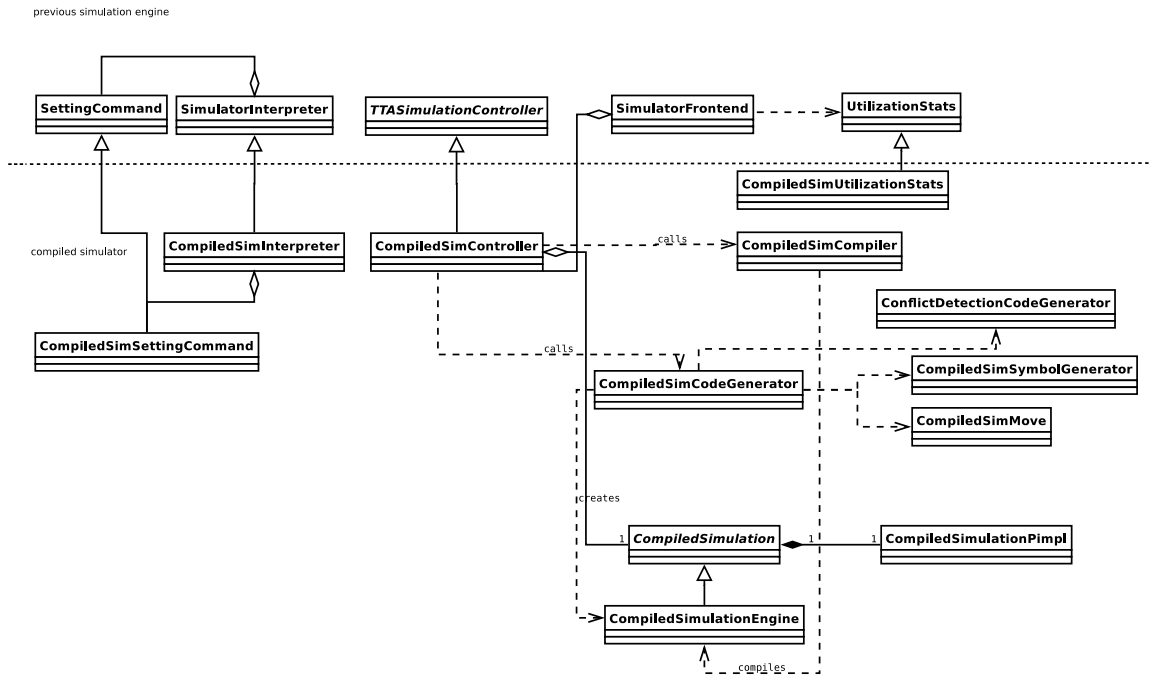 previous simulation engine
SettingCommand
SimulatorInterpreter
TTASimulationController
SimulatorFrontend
UtilizationStats
CompiledSimUtilizationStats
compiled simulator
CompiledSimInterpreter
CompiledSimController
calls
CompiledSimCompiler
ConflictDetectionCodeGenerator
CompiledSimSettingCommand
calls
CompiledSimCodeGenerator
CompiledSimSymbolGenerator
CompiledSimMove
creates
1
CompiledSimulation
1
1
CompiledSimulationPimpl
CompiledSimulationEngine
compiles